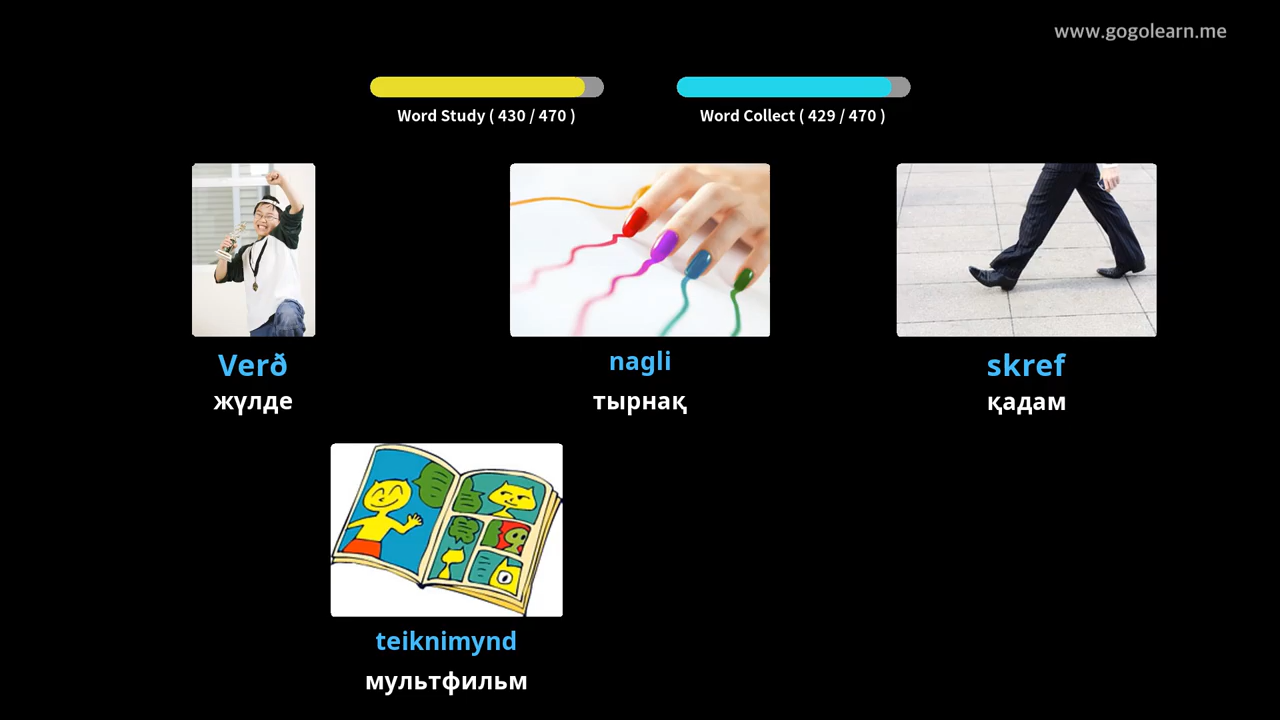 www.gogolearn.me
Word Study ( 430 / 470 )
Word Collect ( 429 / 470 )
Verð
nagli
skref
жүлде
тырнақ
қадам
teiknimynd
мультфильм